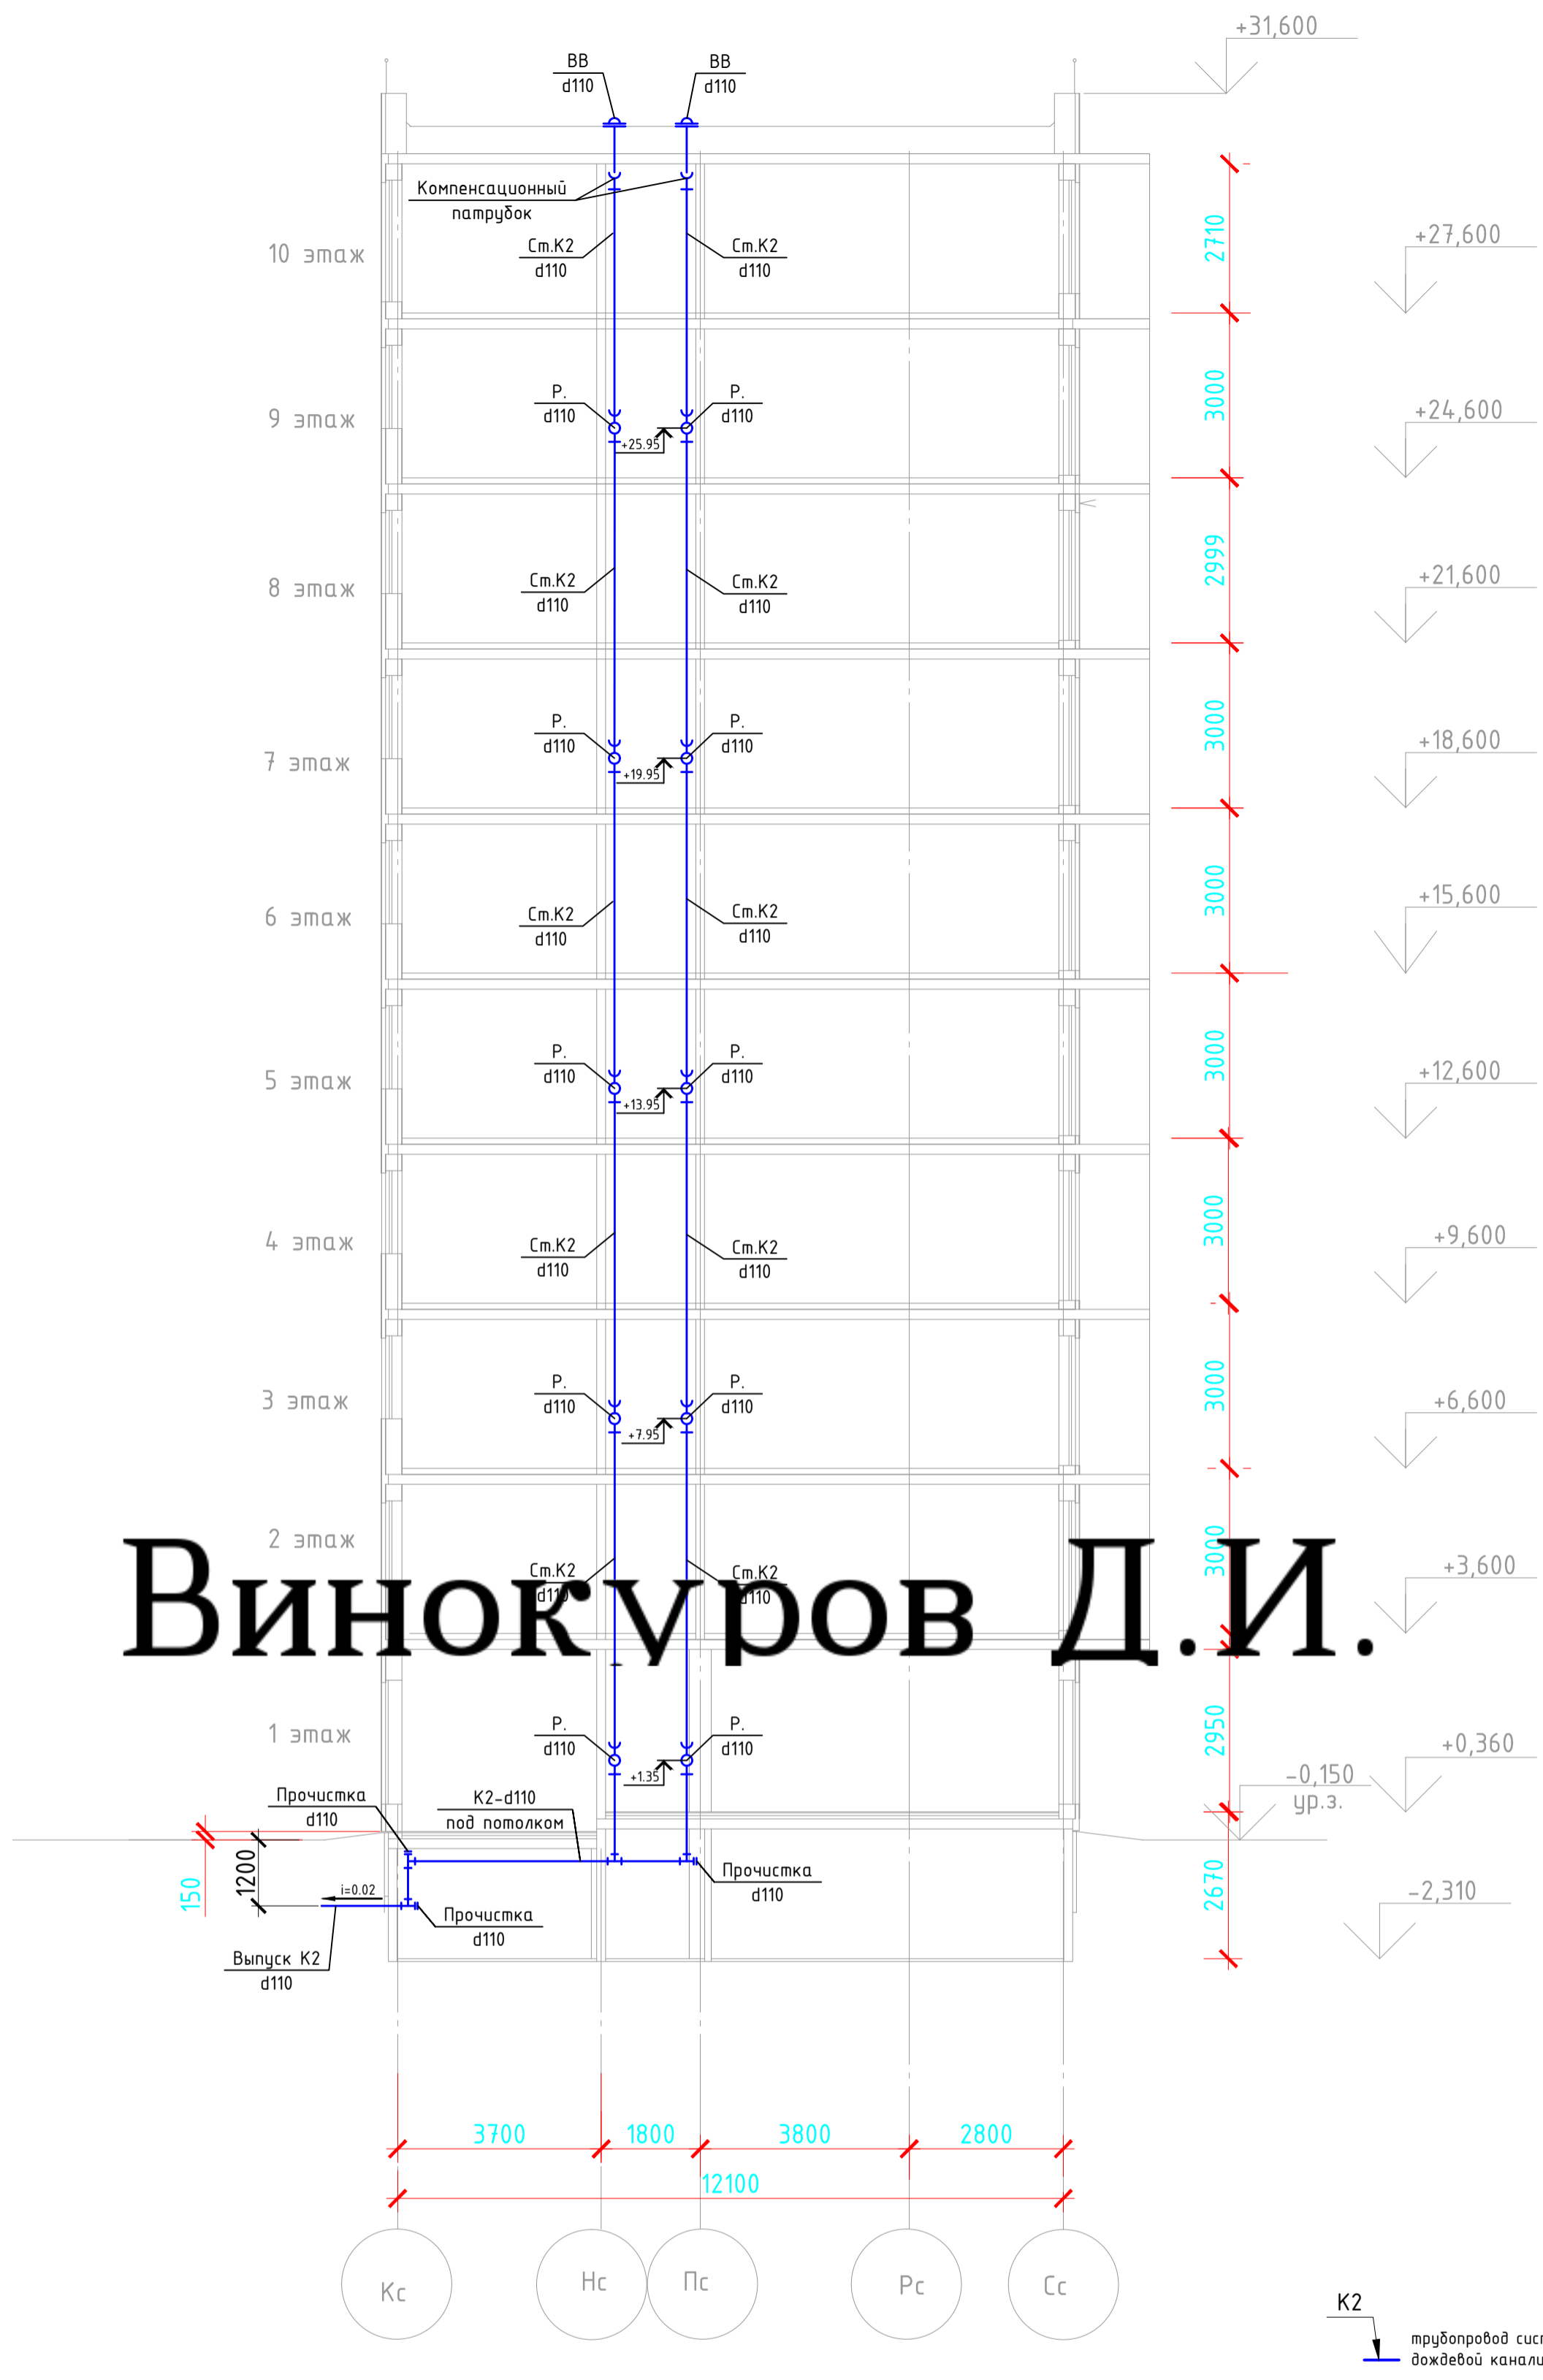 +31,600
ВВ
d110
ВВ
d110
Компенсационный
патрубок
10 этаж
Ст.К2
d110
Ст.К2
d110
2710
+27,600
9 этаж
Р.
d110
Р.
d110
+25.95
3000
+24,600
8 этаж
Ст.К2
d110
Ст.К2
d110
2999
+21,600
7 этаж
Р.
d110
Р.
d110
+19.95
3000
+18,600
6 этаж
Ст.К2
d110
Ст.К2
d110
3000
+15,600
5 этаж
Р.
d110
Р.
d110
+13.95
3000
+12,600
4 этаж
Ст.К2
d110
Ст.К2
d110
3000
+9,600
3 этаж
Р.
d110
Р.
d110
+7.95
3000
+6,600
2 этаж
Ст.К2
d110
Ст.К2
d110
3000
+3,600
Винокуров Д.И.
1 этаж
Р.
d110
Р.
d110
+1.35
2950
+0,360
-0,150
ур.з.
Прочистка
d110
К2-d110
под потолком
150
1200
i=0.02
Прочистка
d110
Прочистка
d110
2670
-2,310
Выпуск К2
d110
3700
1800
3800
2800
12100
Кс
Нс
Пс
Рс
Сс
К2
трубопровод сист
дождевой канали